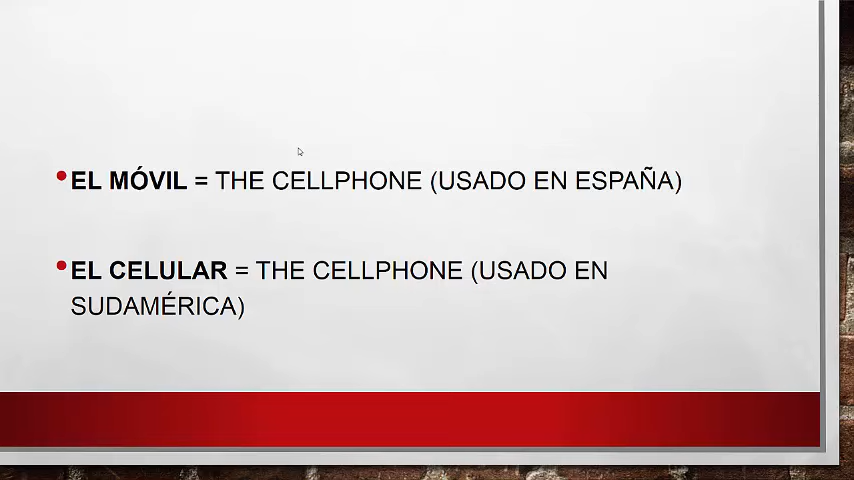 •EL MÓVIL = THE CELLPHONE (USADO EN ESPAÑA)
•EL CELULAR = THE CELLPHONE (USADO EN
SUDAMÉRICA)